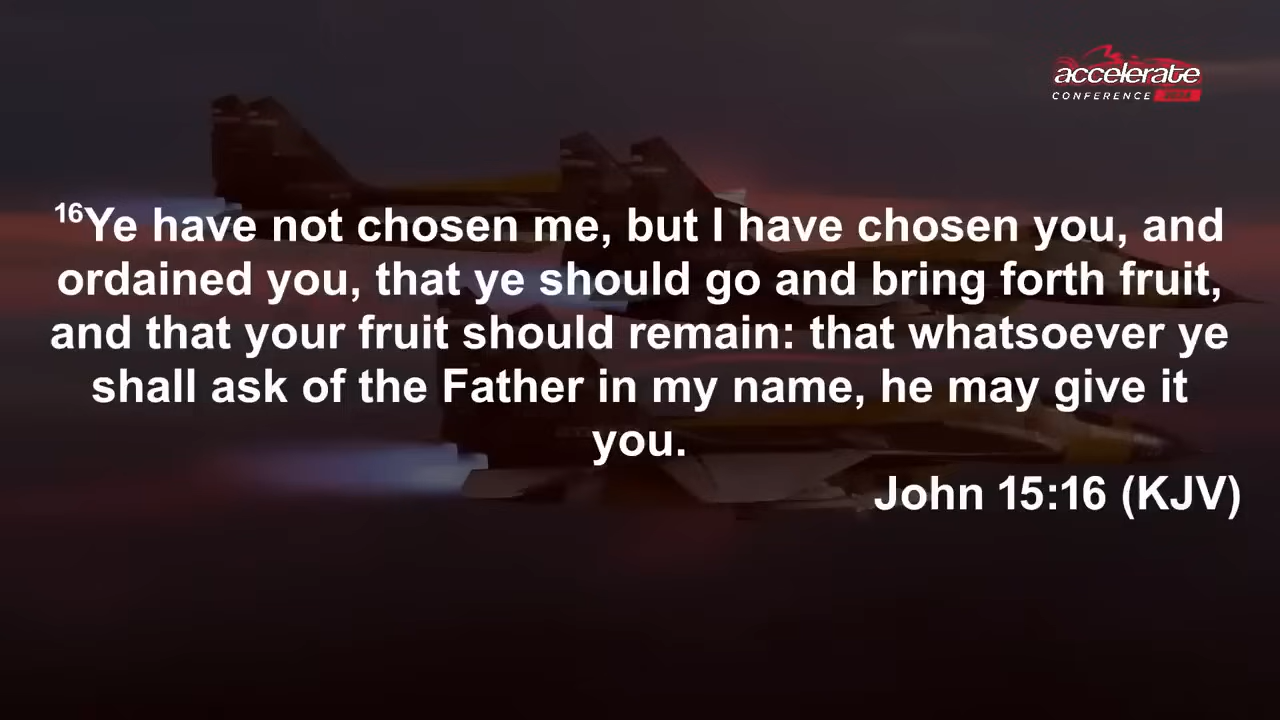 accelerate
CONFERENCE
16Ye have not chosen me, but I have chosen you, and
ordained you, that ye should go and bring forth fruit,
and that your fruit should remain: that whatsoever ye
shall ask of the Father in my name, he may give it
you.
John 15:16 (KJV)